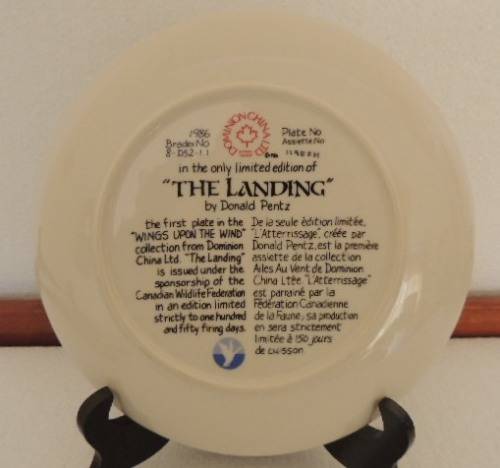 DOMINION CHINA LTD
1986
Bradex No
8-D52-1.1
Plate No
Assiette No
in the only limited edition of
"THE LANDING"
by Donald Pentz
the first plate in the
"WINGS UPON THE WIND"
collection from Dominion
China Ltd. "The Landing"
is issued under the
sponsorship of the
Canadian Wildlife Federation
in an edition limited
strictly to one hundred
and fifty firing days.
De la seule édition limitée,
"L'Atterrissage", créée par
Donald Pentz, est la première
assiette de la collection
Ailes Au Vent de Dominion
China Ltée. "L'Atterrissage"
est parrainé par la
Fédération Canadienne
de la Faune, sa production
en sera strictement
limitée à 150 jours
de cuisson.